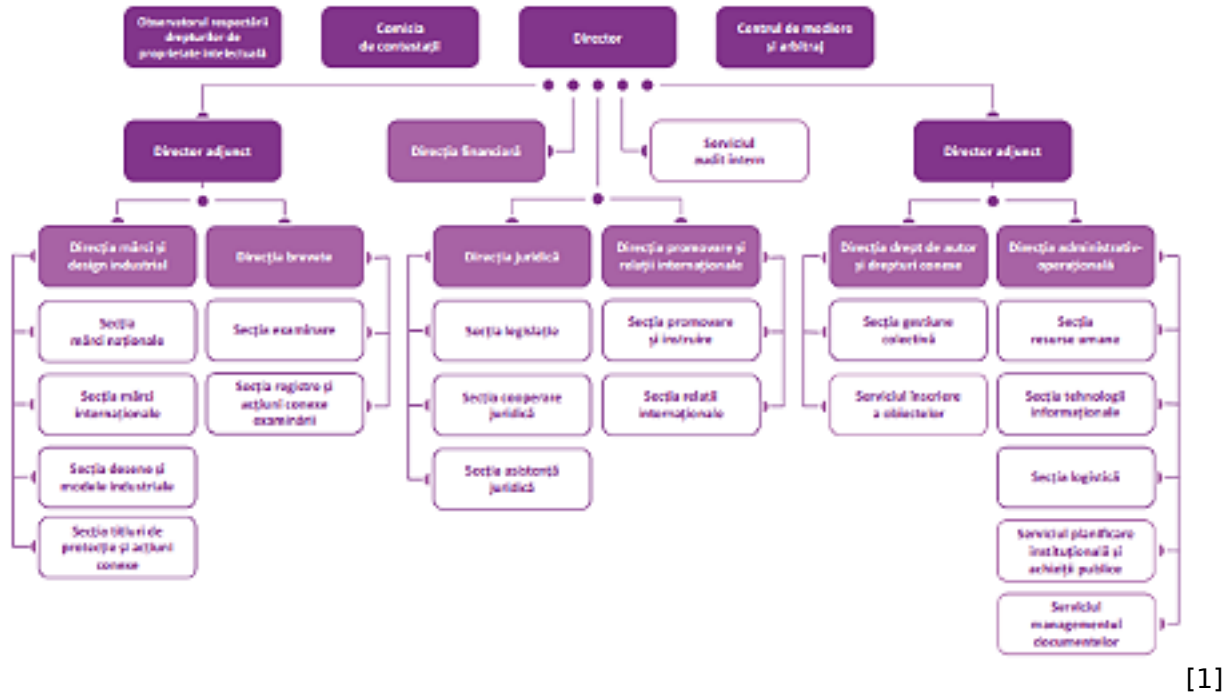 Observatorul respectării
drepturilor de
proprietate intelectuală
Comisia
de contestații
Director
Centrul de mediere
și arbitraj
Director adjunct
Direcția financiară
Serviciul
audit intern
Director adjunct
Direcția mărci și
design industrial
Direcția brevete
Direcția juridică
Direcția promovare și
relații internaționale
Direcția drept de autor
și drepturi conexe
Direcția administrativ-
operațională
Secția
mărci naționale
Secția examinare
Secția legislație
Secția promovare
și instruire
Secția gestiune
colectivă
Secția
resurse umane
Secția mărci
internaționale
Secția registre și
acțiuni conexe
examinării
Secția cooperare
juridică
Secția relații
internaționale
Serviciul înscriere
a obiectelor
Secția tehnologii
informaționale
Secția desene și
modele industriale
Secția asistență
juridică
Secția logistică
Secția titluri de
protecție și acțiuni
conexe
Serviciul planificare
instituțională și
achiziții publice
Serviciul
managementul
documentelor
[1]